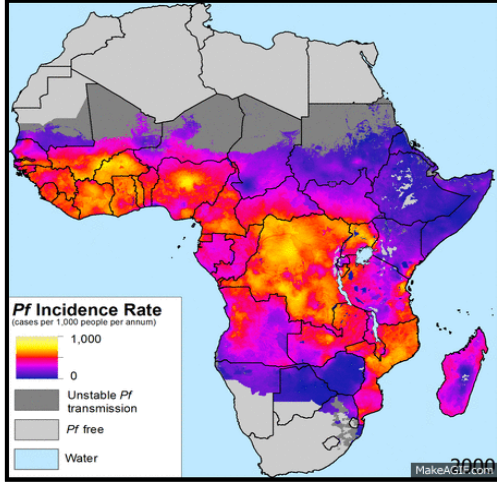 Pf Incidence Rate
(cases per 1,000 people per annum)
1,000
0
Unstable Pf
transmission
Pf free
Water
2000
MakeAGIF.com